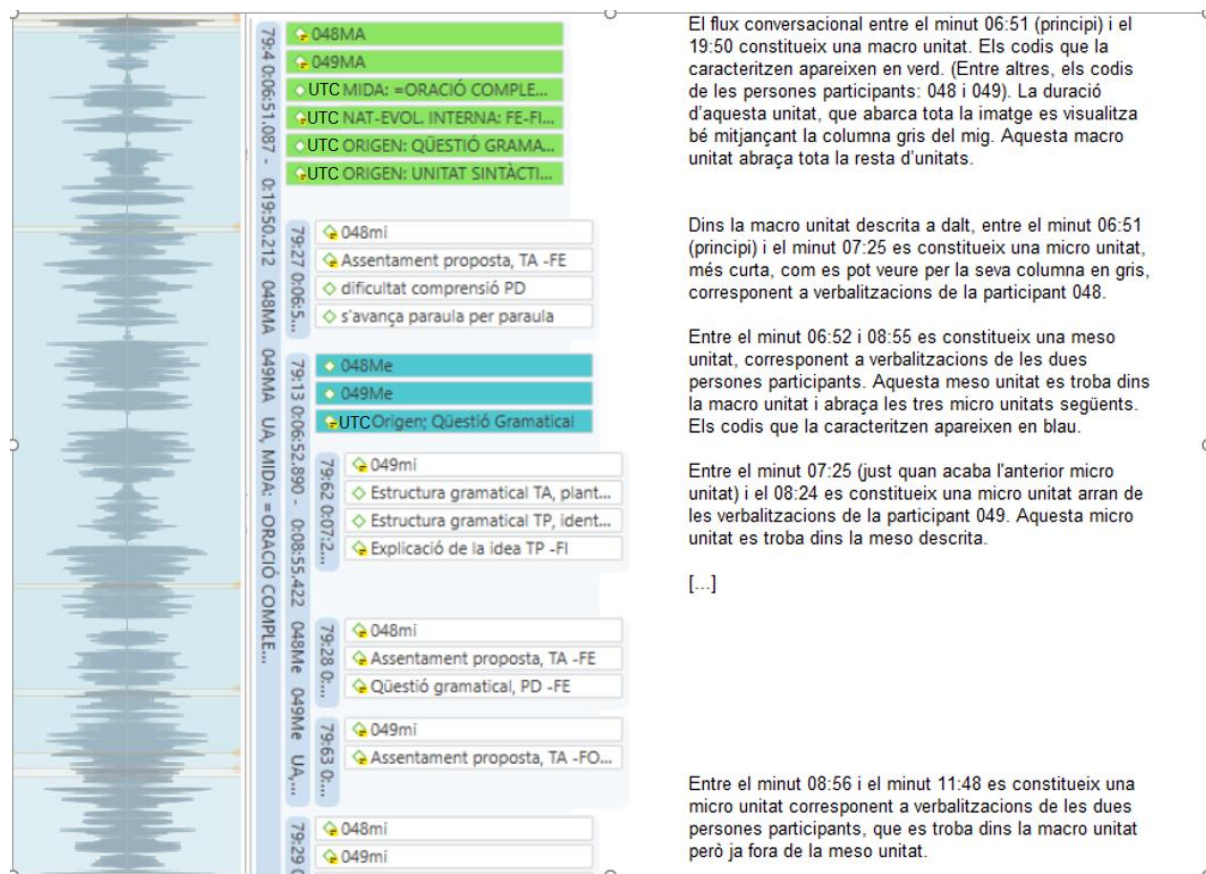 79:4 0:06:51.087 - 0:19:50.212 048MA 049MA UA, MIDA: =ORACIÓ COMPLE...
048MA
049MA
UTC MIDA: =ORACIÓ COMPLE...
UTC NAT-EVOL. INTERNA: FE-FI...
UTC ORIGEN: QÜESTIÓ GRAMA...
UTC ORIGEN: UNITAT SINTÀCTI...
79:27 0:06:5...
048mi
Assentament proposta, TA -FE
dificultat comprensió PD
s'avança paraula per paraula
79:13 0:06:52.890 - 0:08:55.422 048Me 049Me UA,...
048Me
049Me
UTC Origen; Qüestió Gramatical
79:62 0:07:2...
049mi
Estructura gramatical TA, plant...
Estructura gramatical TP, ident...
Explicació de la idea TP -FI
79:28 0:...
048mi
Assentament proposta, TA -FE
Qüestió gramatical, PD -FE
79:63 0:...
049mi
Assentament proposta, TA -FO...
79:29 0
048mi
049mi
El flux conversacional entre el minut 06:51 (principi) i el
19:50 constitueix una macro unitat. Els codis que la
caracteritzen apareixen en verd. (Entre altres, els codis
de les persones participants: 048 i 049). La duració
d'aquesta unitat, que abarca tota la imatge es visualitza
bé mitjançant la columna gris del mig. Aquesta macro
unitat abraça tota la resta d'unitats.
Dins la macro unitat descrita a dalt, entre el minut 06:51
(principi) i el minut 07:25 es constitueix una micro unitat,
més curta, com es pot veure per la seva columna en gris,
corresponent a verbalitzacions de la participant 048.
Entre el minut 06:52 i 08:55 es constitueix una meso
unitat, corresponent a verbalitzacions de les dues
persones participants. Aquesta meso unitat es troba dins
la macro unitat i abraça les tres micro unitats següents.
Els codis que la caracteritzen apareixen en blau.
Entre el minut 07:25 (just quan acaba l'anterior micro
unitat) i el 08:24 es constitueix una micro unitat arran de
les verbalitzacions de la participant 049. Aquesta micro
unitat es troba dins la meso descrita.
[...]
Entre el minut 08:56 i el minut 11:48 es constitueix una
micro unitat corresponent a verbalitzacions de les dues
persones participants, que es troba dins la macro unitat
però ja fora de la meso unitat.